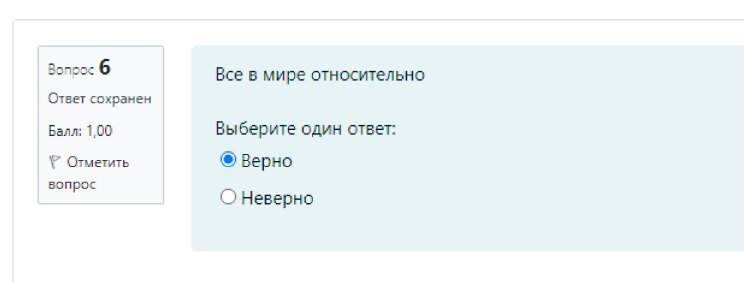 Вопрос 6
Ответ сохранен
Балл: 1,00
Отметить
вопрос
Все в мире относительно
Выберите один ответ:
Верно
Неверно